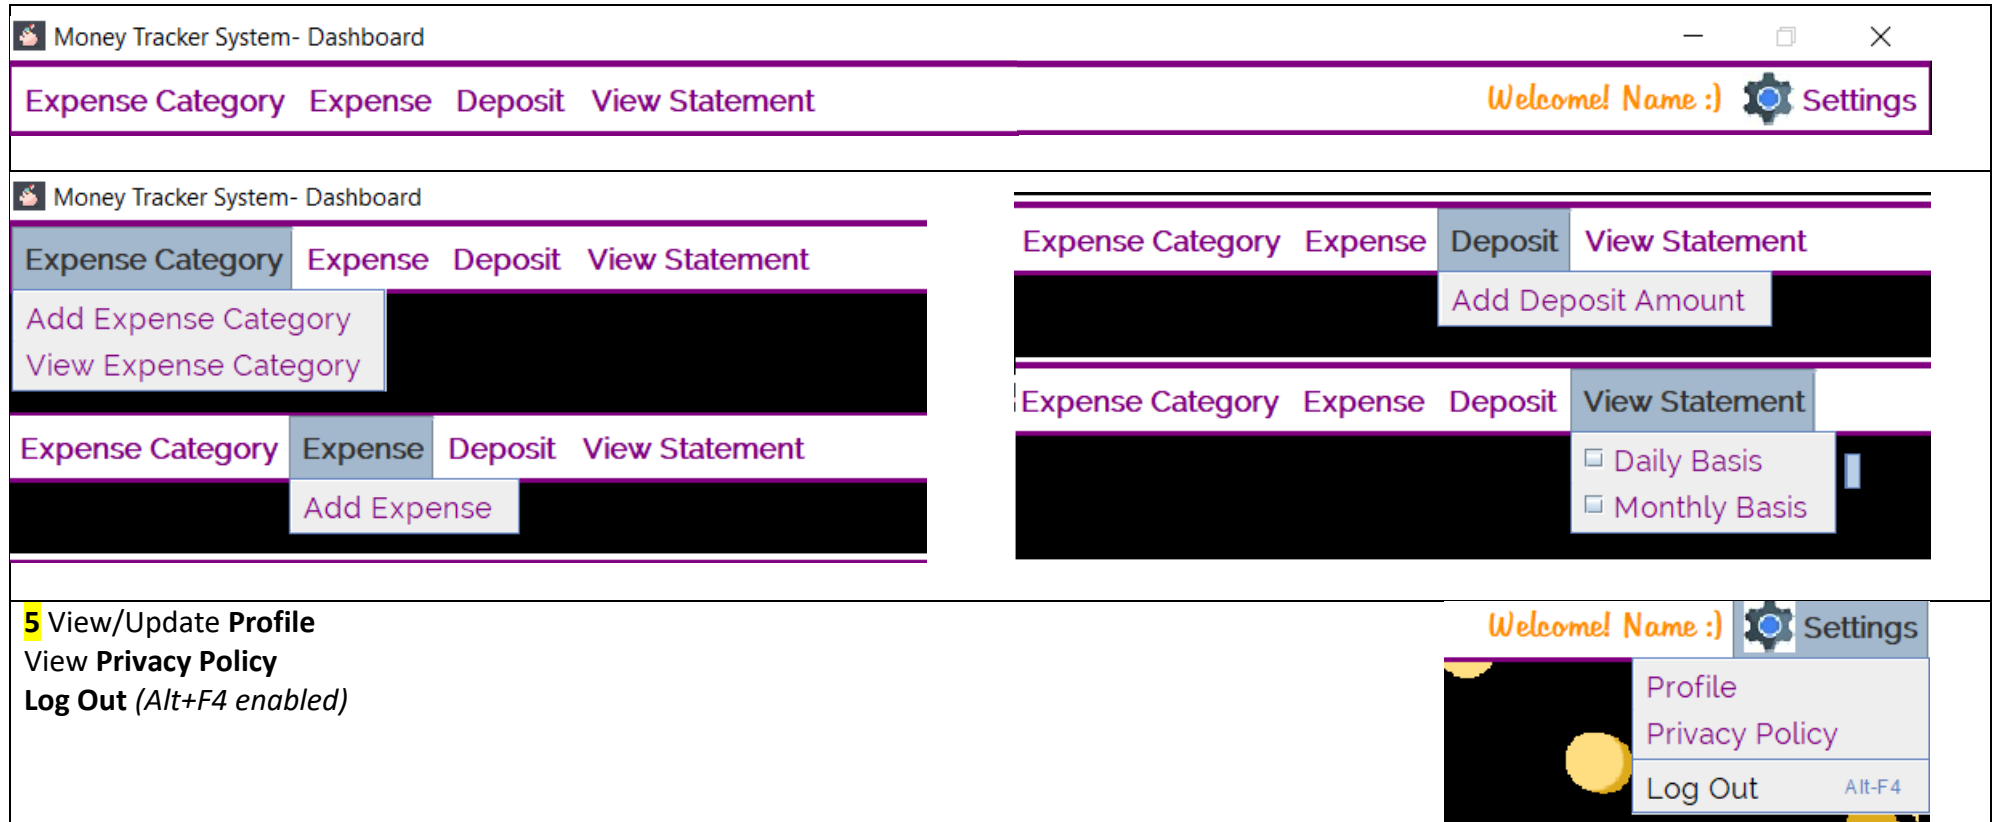 Money Tracker System- Dashboard
Expense Category Expense Deposit View Statement Welcome! Name :) Settings
Money Tracker System- Dashboard
Expense Category Expense Deposit View Statement
Add Expense Category
View Expense Category
Expense Category Expense Deposit View Statement
Add Expense
Expense Category Expense Deposit View Statement
Add Deposit Amount
Expense Category Expense Deposit View Statement
Daily Basis
Monthly Basis
5 View/Update Profile
View Privacy Policy
Log Out (Alt+F4 enabled)
Welcome! Name :) Settings
Profile
Privacy Policy
Log Out Alt-F4